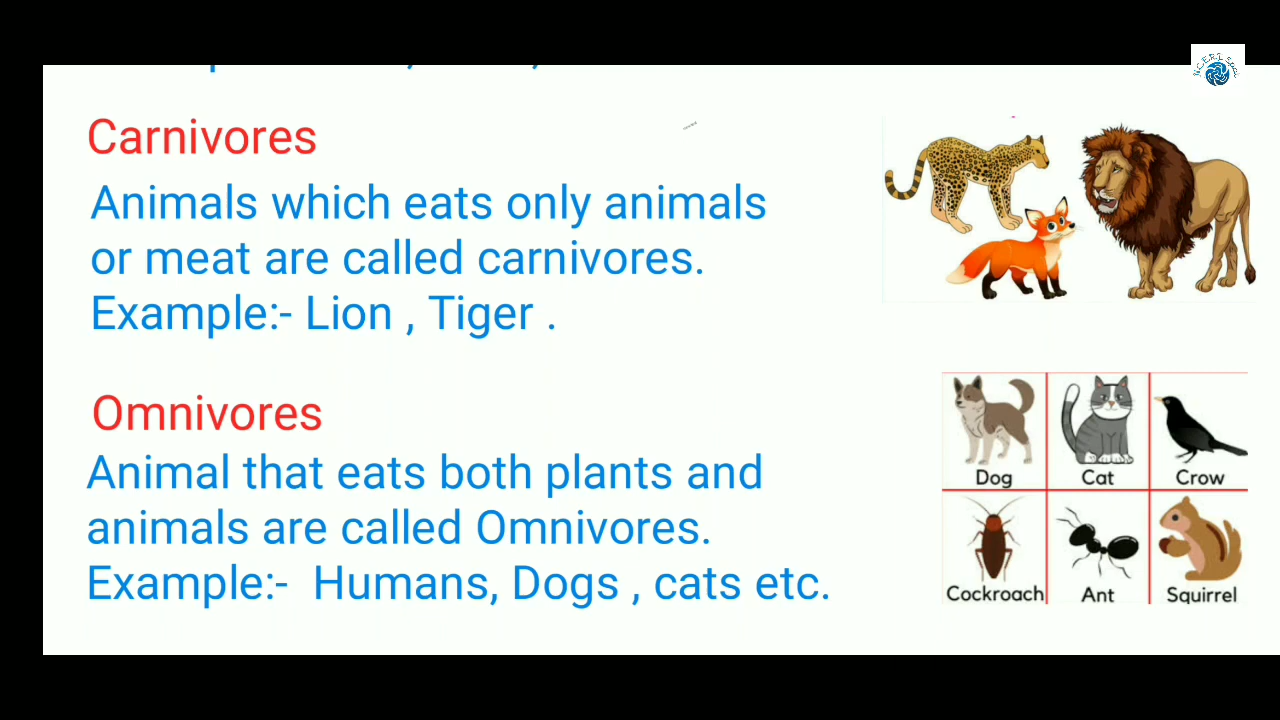 Carnivores
Animals which eats only animals
or meat are called carnivores.
Example:- Lion , Tiger .
Omnivores
Animal that eats both plants and
animals are called Omnivores.
Example:- Humans, Dogs , cats etc.
Dog Cat Crow
Cockroach Ant Squirrel